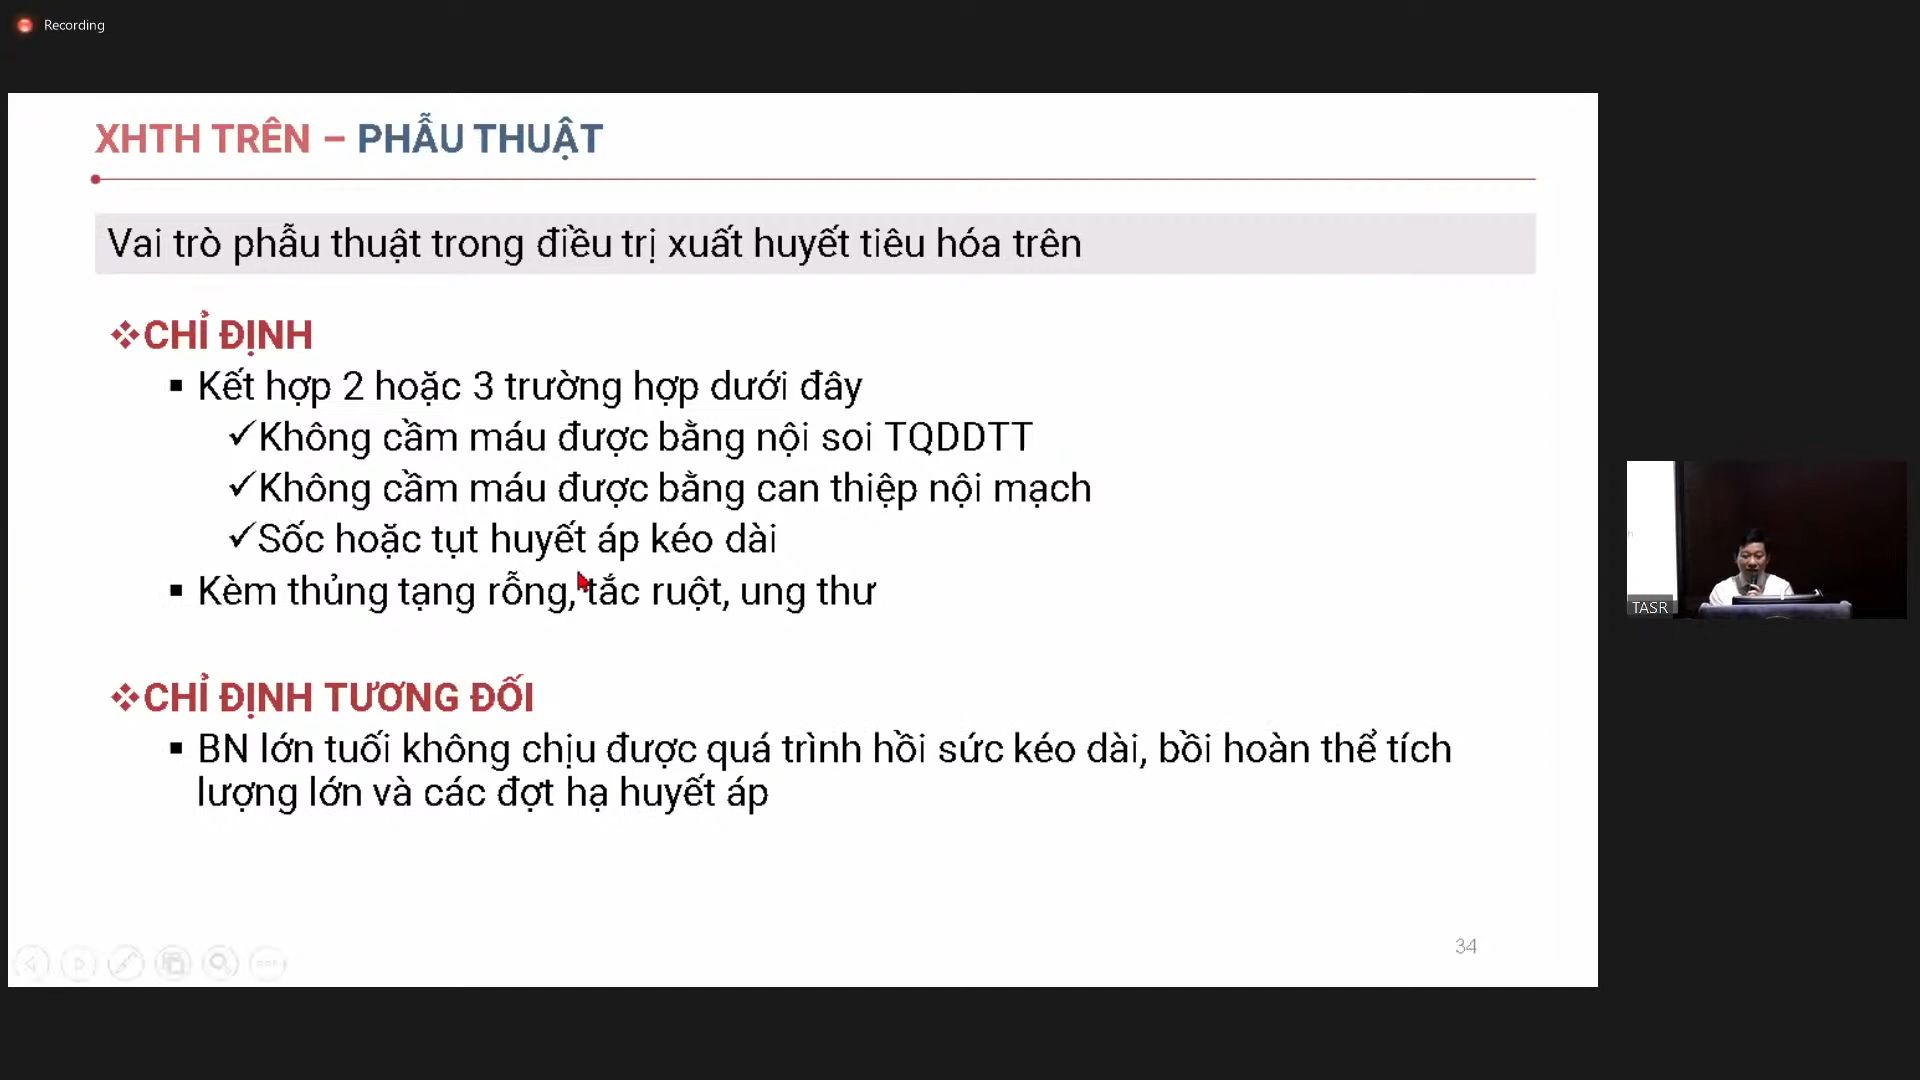 Recording
XHTH TRÊN – PHẪU THUẬT
Vai trò phẫu thuật trong điều trị xuất huyết tiêu hóa trên
❖CHỈ ĐỊNH
▪ Kết hợp 2 hoặc 3 trường hợp dưới đây
✓Không cầm máu được bằng nội soi TQDDTT
✓Không cầm máu được bằng can thiệp nội mạch
✓Sốc hoặc tụt huyết áp kéo dài
▪ Kèm thủng tạng rỗng, tắc ruột, ung thư
❖CHỈ ĐỊNH TƯƠNG ĐỐI
▪ BN lớn tuổi không chịu được quá trình hồi sức kéo dài, bồi hoàn thể tích
lượng lớn và các đợt hạ huyết áp
34
TASR